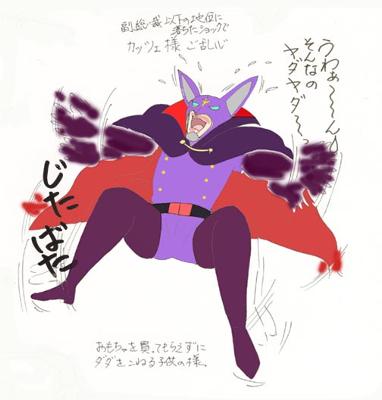 副総裁以下の地位に
落ちたショックで
カッツェ様 ご乱心
うわぁ〜〜ん
そんなの
ヤダヤダ〜〜っ
じたばた
おもちゃを買ってもらえずに
ダダをこねる子供の様。